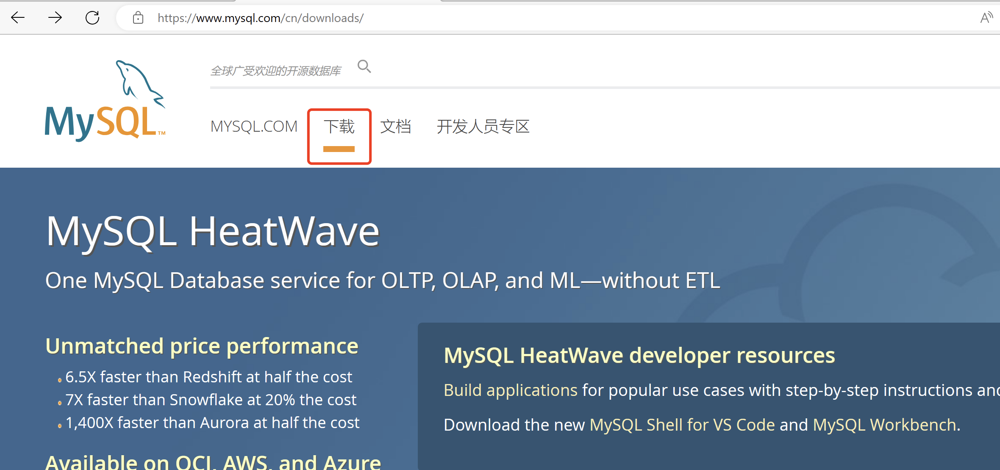 https://www.mysql.com/cn/downloads/
全球广受欢迎的开源数据库
MySQL™
MYSQL.COM 下载 文档 开发人员专区
MySQL HeatWave
One MySQL Database service for OLTP, OLAP, and ML—without ETL
Unmatched price performance
6.5X faster than Redshift at half the cost
7X faster than Snowflake at 20% the cost
1,400X faster than Aurora at half the cost
Available on OCI, AWS, and Azure
MySQL HeatWave developer resources
Build applications for popular use cases with step-by-step instructions and
Download the new MySQL Shell for VS Code and MySQL Workbench.